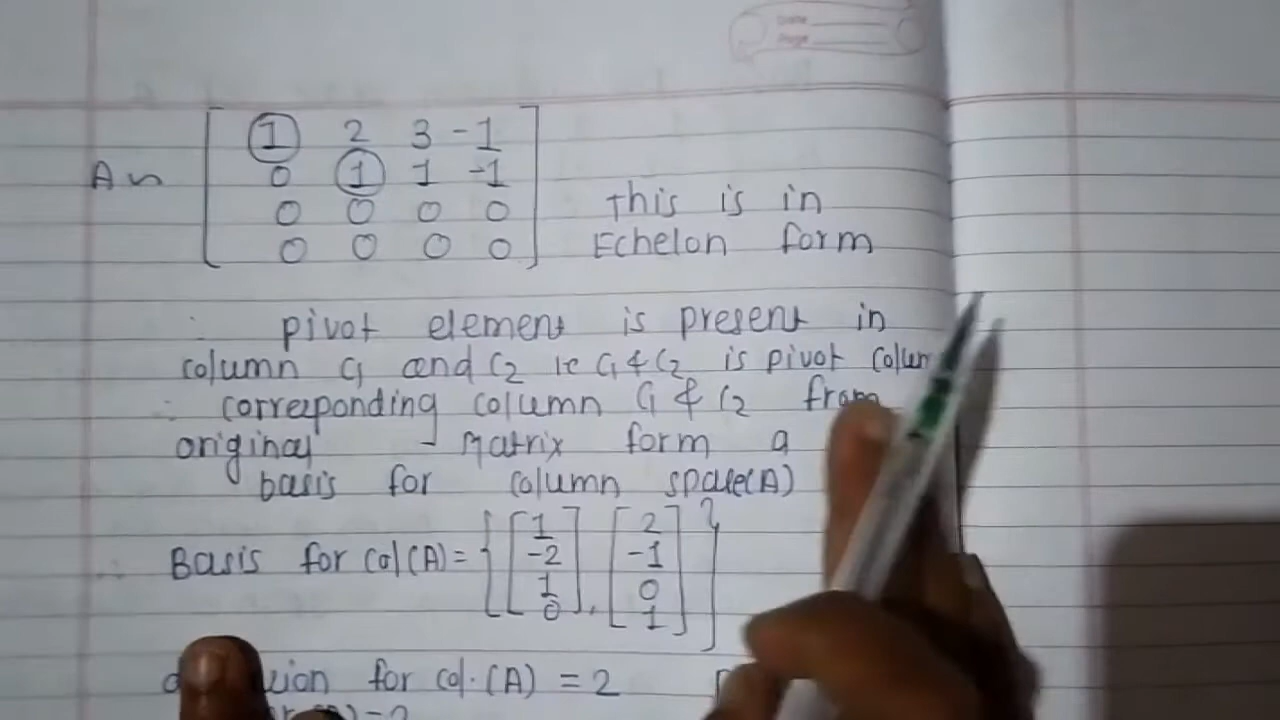 Date
Page
A ~ [1 2 3 -1
0 1 1 -1
0 0 0 0
0 0 0 0]
This is in
Echelon form
∴ pivot element is present in
column C1 and C2 ie C1 & C2 is pivot colum
∴ corresponding column C1 & C2 from
original matrix form a
basis for column space(A)
∴ Basis for Col(A) = {[1 -2 1 0], [2 -1 0 1]}
for col.(A) = 2